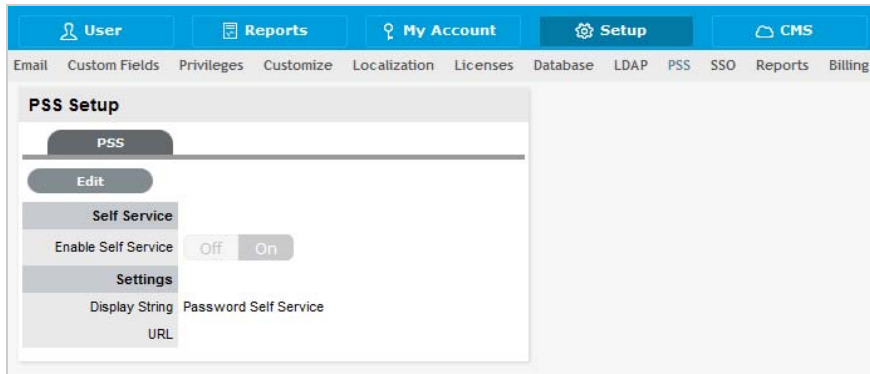 User Reports My Account Setup CMS
Email Custom Fields Privileges Customize Localization Licenses Database LDAP PSS SSO Reports Billing
PSS Setup
PSS
Edit
Self Service
Enable Self Service Off On
Settings
Display String Password Self Service
URL